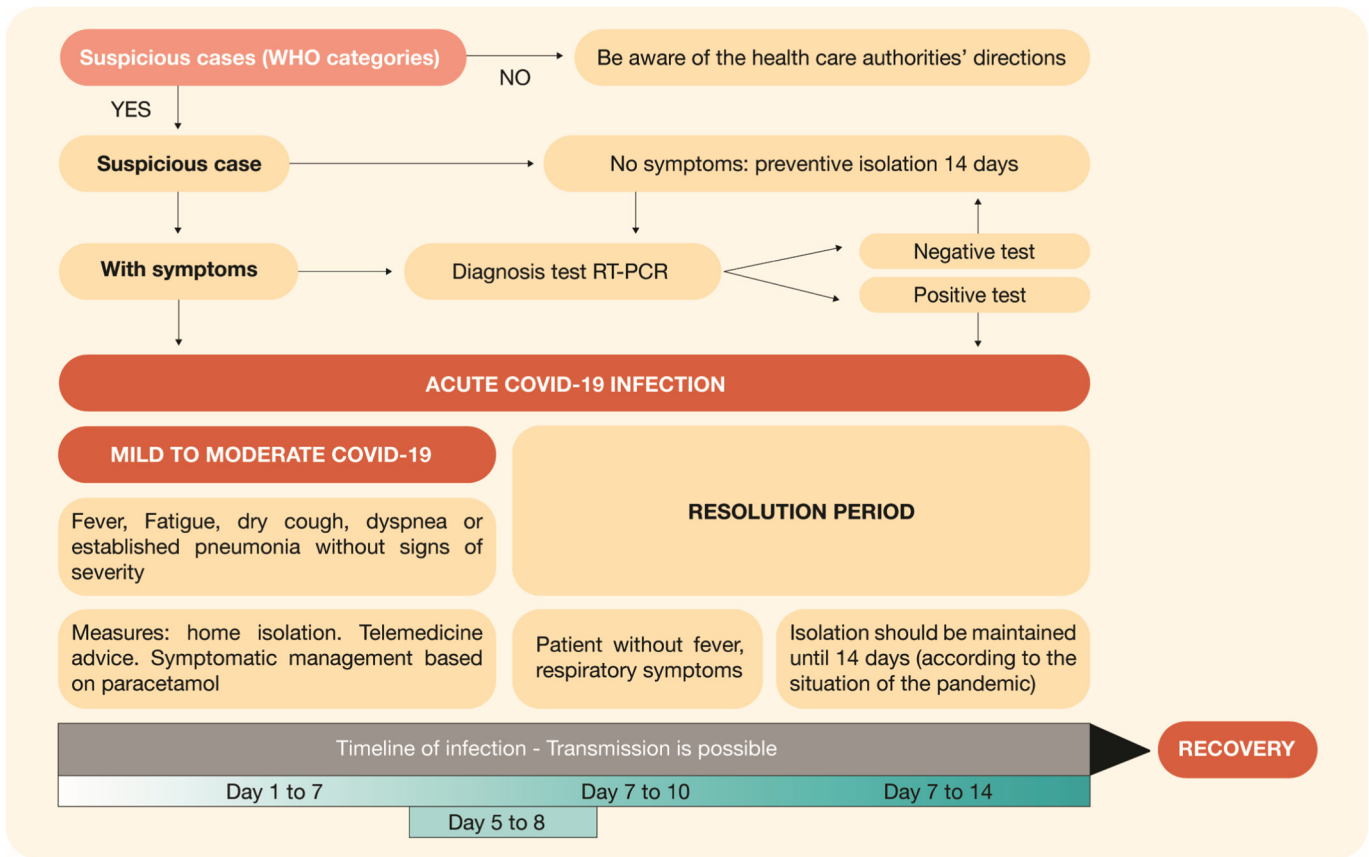 Suspicious cases (WHO categories)
NO
Be aware of the health care authorities' directions
YES
Suspicious case
No symptoms: preventive isolation 14 days
With symptoms
Diagnosis test RT-PCR
Negative test
Positive test
ACUTE COVID-19 INFECTION
MILD TO MODERATE COVID-19
Fever, Fatigue, dry cough, dyspnea or
established pneumonia without signs of
severity
RESOLUTION PERIOD
Measures: home isolation. Telemedicine
advice. Symptomatic management based
on paracetamol
Patient without fever,
respiratory symptoms
Isolation should be maintained
until 14 days (according to the
situation of the pandemic)
Timeline of infection - Transmission is possible
RECOVERY
Day 1 to 7
Day 7 to 10
Day 7 to 14
Day 5 to 8